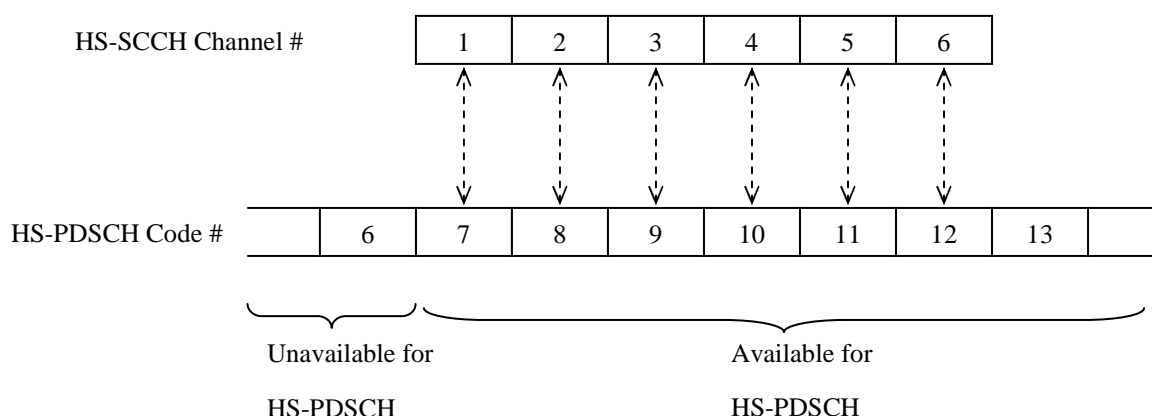 HS-SCCH Channel # 1 2 3 4 5 6
HS-PDSCH Code # 6 7 8 9 10 11 12 13
Unavailable for Available for
HS-PDSCH HS-PDSCH